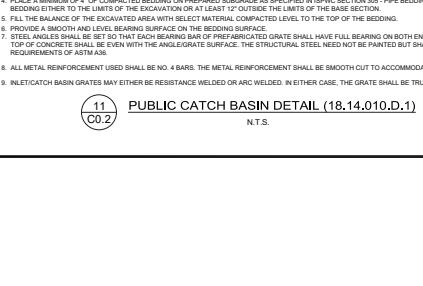 4. PLACE A MINIMUM OF 4" OF COMPACTED BEDDING ON PREPARED SUBGRADE AS SPECIFIED IN ISPWC SECTION 305 - PIPE BEDDING
BEDDING EITHER TO THE LIMITS OF THE EXCAVATION OR AT LEAST 12" OUTSIDE THE LIMITS OF THE BASE SECTION.
5. FILL THE BALANCE OF THE EXCAVATED AREA WITH SELECT MATERIAL COMPACTED LEVEL TO THE TOP OF THE BEDDING.
6. PROVIDE A SMOOTH AND LEVEL BEARING SURFACE ON THE BEDDING SURFACE.
7. STEEL ANGLES SHALL BE SET SO THAT EACH BEARING BAR OF PREFABRICATED GRATE SHALL HAVE FULL BEARING ON BOTH EN
TOP OF CONCRETE SHALL BE EVEN WITH THE ANGLE/GRATE SURFACE. THE STRUCTURAL STEEL NEED NOT BE PAINTED BUT SHA
REQUIREMENTS OF ASTM A36.
8. ALL METAL REINFORCEMENT USED SHALL BE NO. 4 BARS. THE METAL REINFORCEMENT SHALL BE SMOOTH CUT TO ACCOMMODA
9. INLET/CATCH BASIN GRATES MAY EITHER BE RESISTANCE WELDED OR ARC WELDED. IN EITHER CASE, THE GRATE SHALL BE TRU
11
C0.2
PUBLIC CATCH BASIN DETAIL (18.14.010.D.1)
N.T.S.